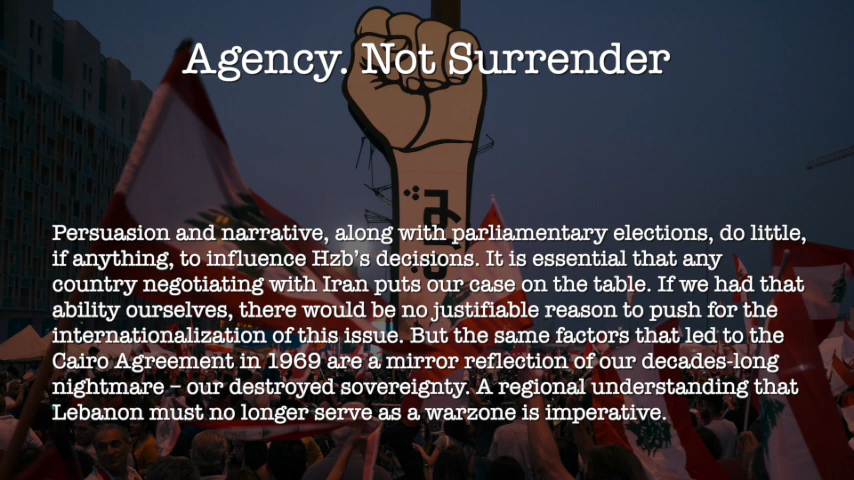 Agency. Not Surrender
ثورة
Persuasion and narrative, along with parliamentary elections, do little,
if anything, to influence Hzb's decisions. It is essential that any
country negotiating with Iran puts our case on the table. If we had that
ability ourselves, there would be no justifiable reason to push for the
internationalization of this issue. But the same factors that led to the
Cairo Agreement in 1969 are a mirror reflection of our decades-long
nightmare – our destroyed sovereignty. A regional understanding that
Lebanon must no longer serve as a warzone is imperative.